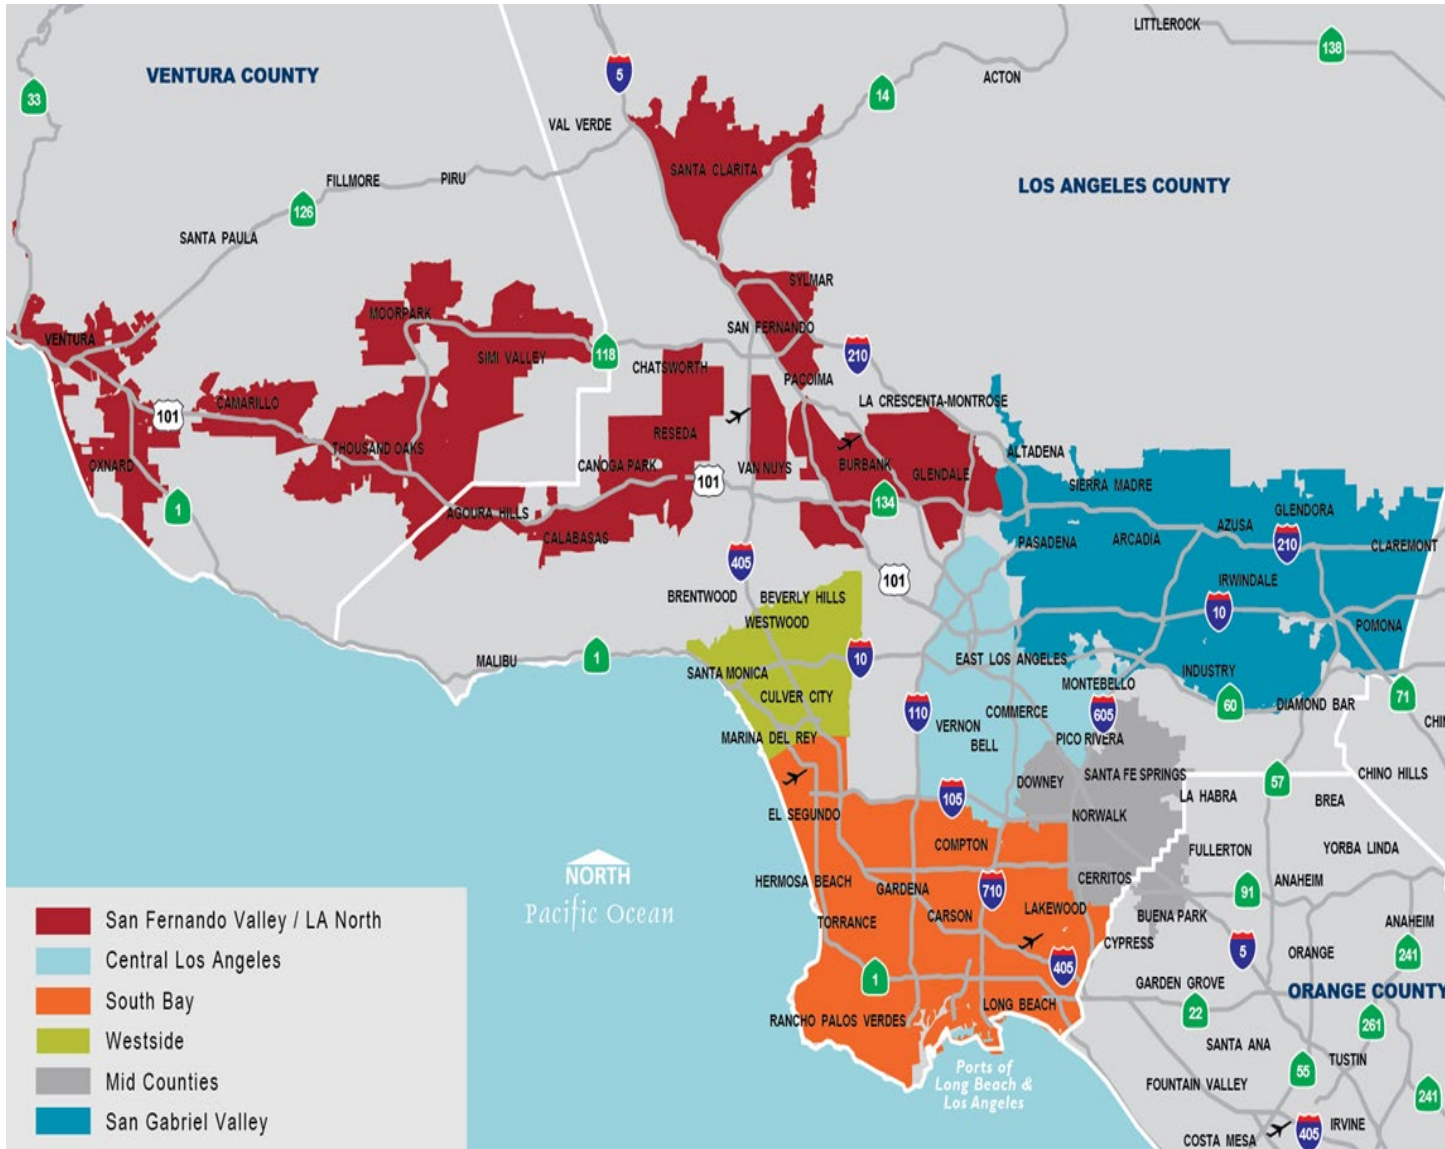 LITTLEROCK
138
VENTURA COUNTY
5
33
14
ACTON
VAL VERDE
SANTA CLARITA
FILLMORE
PIRU
LOS ANGELES COUNTY
126
SANTA PAULA
SYLMAR
MOORPARK
SAN FERNANDO
VENTURA
118
SIMI VALLEY
CHATSWORTH
210
PACOIMA
LA CRESCENTA-MONTROSE
CAMARILLO
101
RESEDA
THOUSAND OAKS
ALTADENA
OXNARD
CANOGA PARK
VAN NUYS
BURBANK
GLENDALE
101
SIERRA MADRE
134
1
AGOURA HILLS
GLENDORA
AZUSA
CALABASAS
PASADENA
ARCADIA
210
CLAREMONT
405
101
IRWINDALE
BRENTWOOD
BEVERLY HILLS
10
WESTWOOD
POMONA
MALIBU
1
10
EAST LOS ANGELES
SANTA MONICA
INDUSTRY
MONTEBELLO
CULVER CITY
71
110
605
60
DIAMOND BAR
COMMERCE
VERNON
CHI
MARINA DEL REY
BELL
PICO RIVERA
DOWNEY
SANTA FE SPRINGS
CHINO HILLS
57
105
LA HABRA
BREA
EL SEGUNDO
NORWALK
COMPTON
FULLERTON
YORBA LINDA
NORTH
Pacific Ocean
HERMOSA BEACH
GARDENA
710
CERRITOS
91
ANAHEIM
TORRANCE
CARSON
LAKEWOOD
BUENA PARK
ANAHEIM
CYPRESS
5
ORANGE
241
1
405
GARDEN GROVE
ORANGE COUNTY
RANCHO PALOS VERDES
LONG BEACH
22
261
SANTA ANA
TUSTIN
Ports of
Long Beach &
Los Angeles
55
FOUNTAIN VALLEY
241
COSTA MESA
405
IRVINE
San Fernando Valley / LA North
Central Los Angeles
South Bay
Westside
Mid Counties
San Gabriel Valley